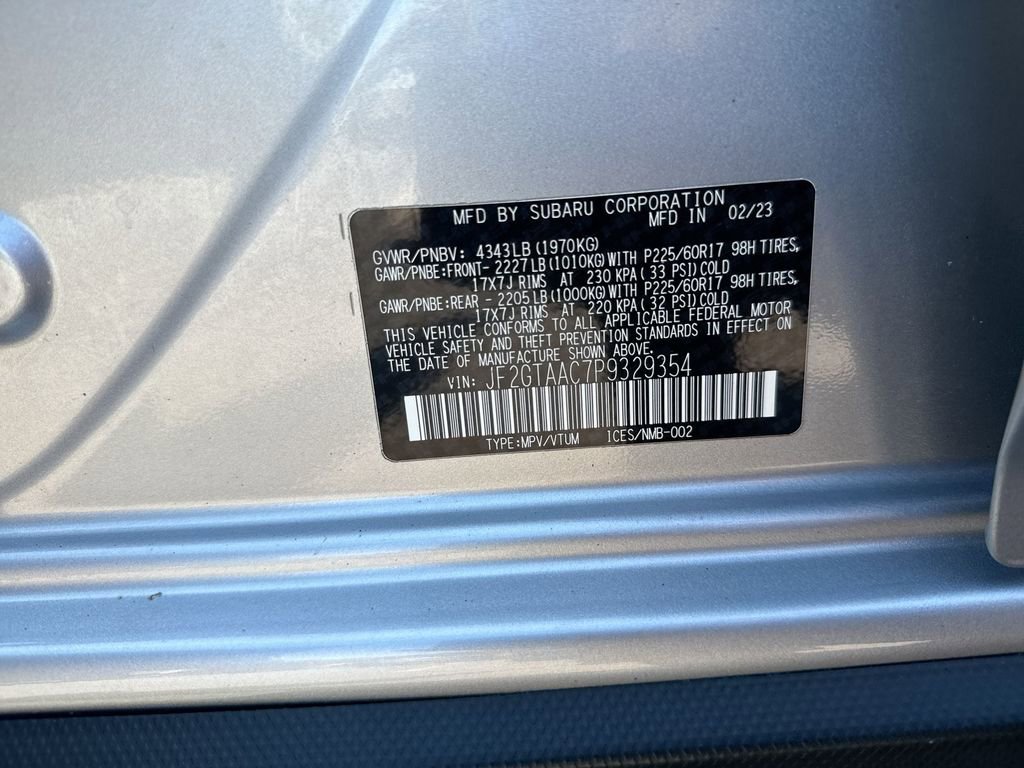 MFD BY SUBARU CORPORATION
MFD IN 02/23
GVWR/PNBV: 4343LB(1970KG)
GAWR/PNBE:FRONT- 2227LB(1010KG)WITH P225/60R17 98H TIRES,
17X7J RIMS AT 230 KPA(33 PSI)COLD
GAWR/PNBE:REAR - 2205LB(1000KG)WITH P225/60R17 98H TIRES,
17X7J RIMS AT 220 KPA(32 PSI)COLD
THIS VEHICLE CONFORMS TO ALL APPLICABLE FEDERAL MOTOR
VEHICLE SAFETY AND THEFT PREVENTION STANDARDS IN EFFECT ON
THE DATE OF MANUFACTURE SHOWN ABOVE.
VIN: JF2GTAAC7P9329354
TYPE:MPV/VTUM ICES/NMB-002